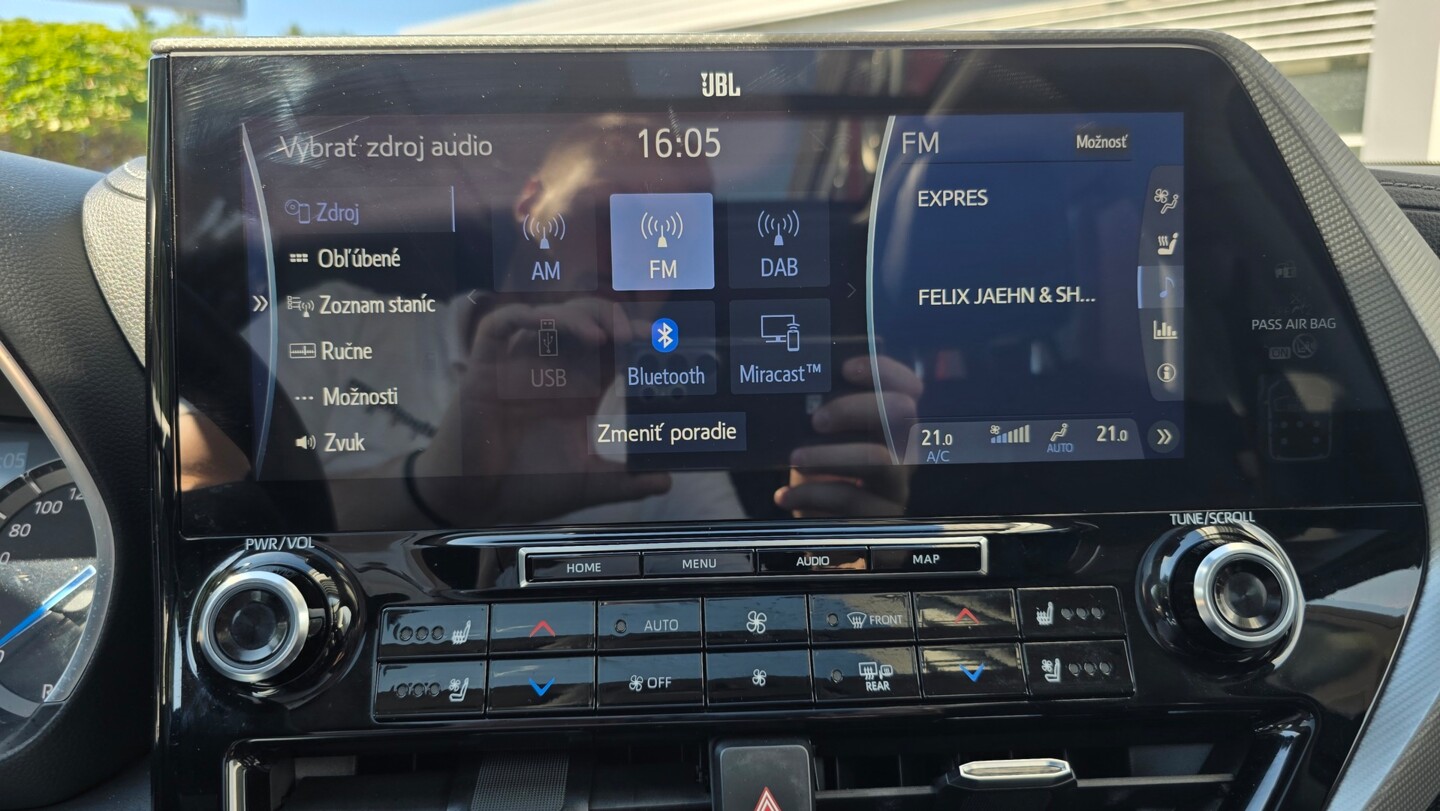 JBL
Vybrať zdroj audio
16:05
FM
Možnosť
Zdroj
Obľúbené
Zoznam staníc
Ručne
Možnosti
Zvuk
AM
FM
DAB
USB
Bluetooth
Miracast™
Zmeniť poradie
EXPRES
FELIX JAEHN & SH...
21.0
A/C
AUTO
21.0
PASS AIR BAG
ON
:05
100
80
PWR/VOL
TUNE/SCROLL
HOME
MENU
AUDIO
MAP
AUTO
FRONT
OFF
REAR
R